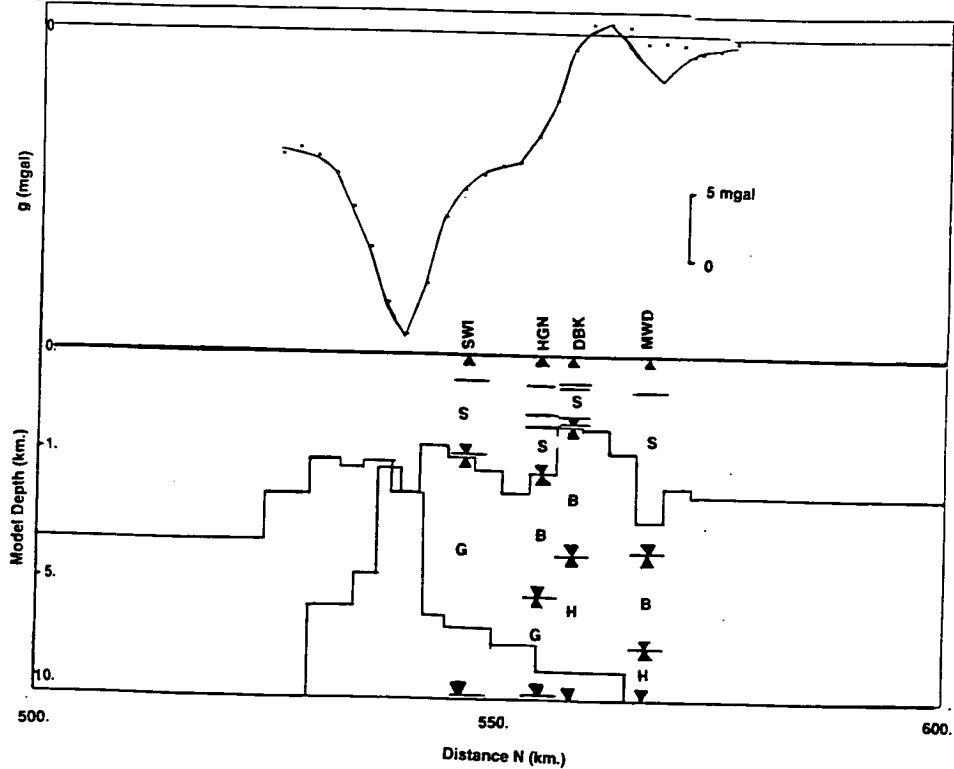 0
g (mgal)
5 mgal
0
0.
SWI
HGN
DBK
MWD
S
S
S
S
1.
B
G
B
5.
B
H
G
H
10.
500.
550.
600.
Model Depth (km.)
Distance N (km.)